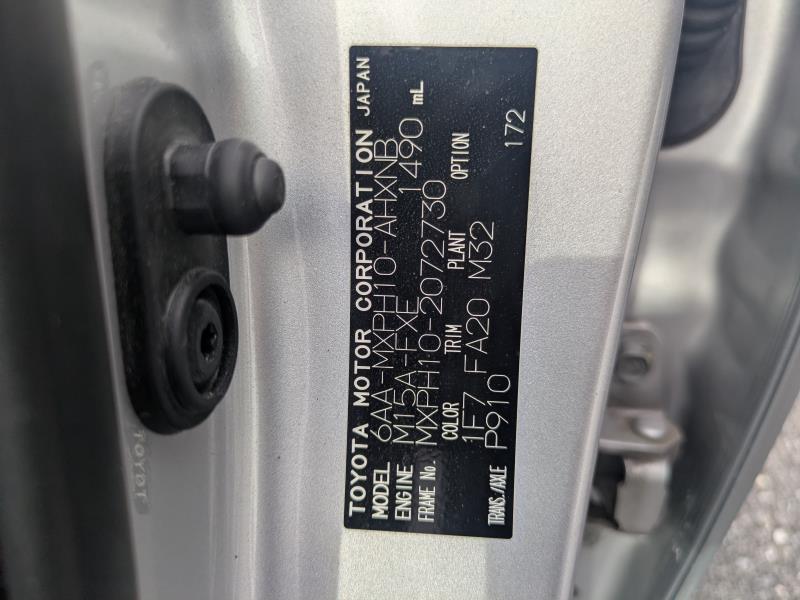 TOYOTA MOTOR CORPORATION JAPAN
MODEL 6AA-MXPH10-AHXNB
ENGINE M15A-FXE 1490 mL
FRAME No. MXPH10-2072730
COLOR TRIM PLANT OPTION
1F7 FA20 M32
TRANS./AXLE P910 172
TOYOT